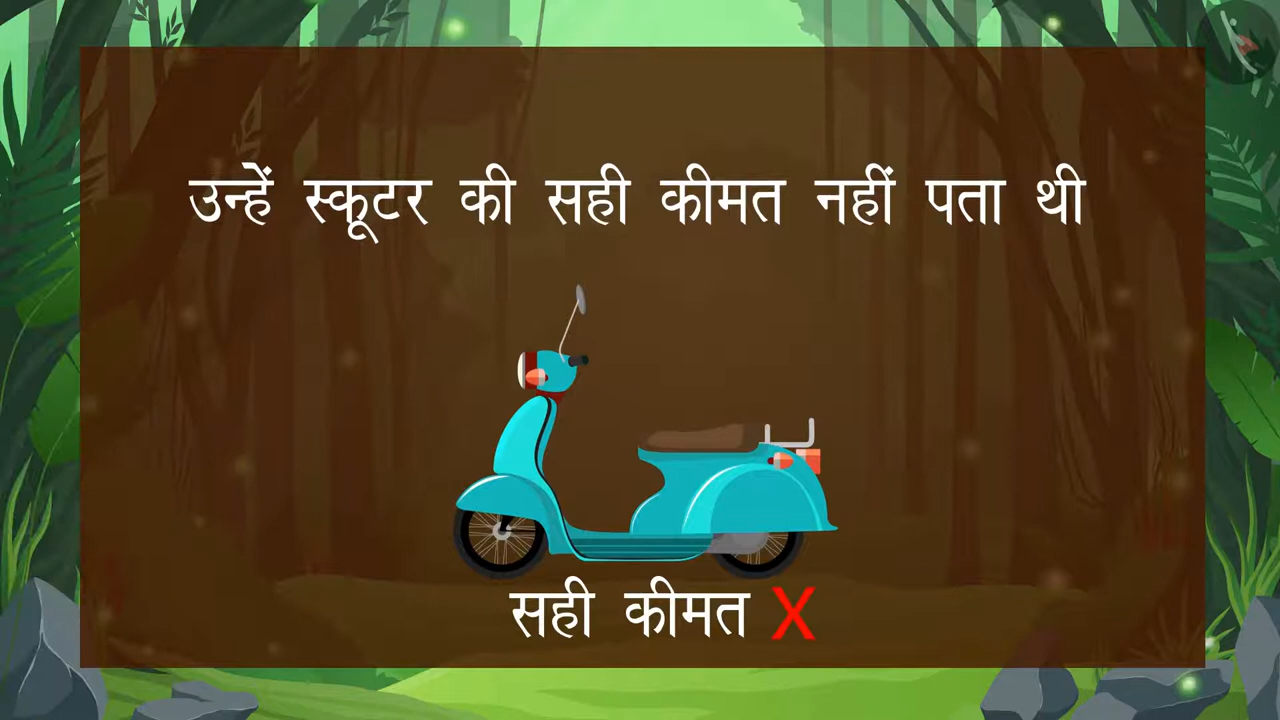 उन्हें स्कूटर की सही कीमत नहीं पता थी
सही कीमत X